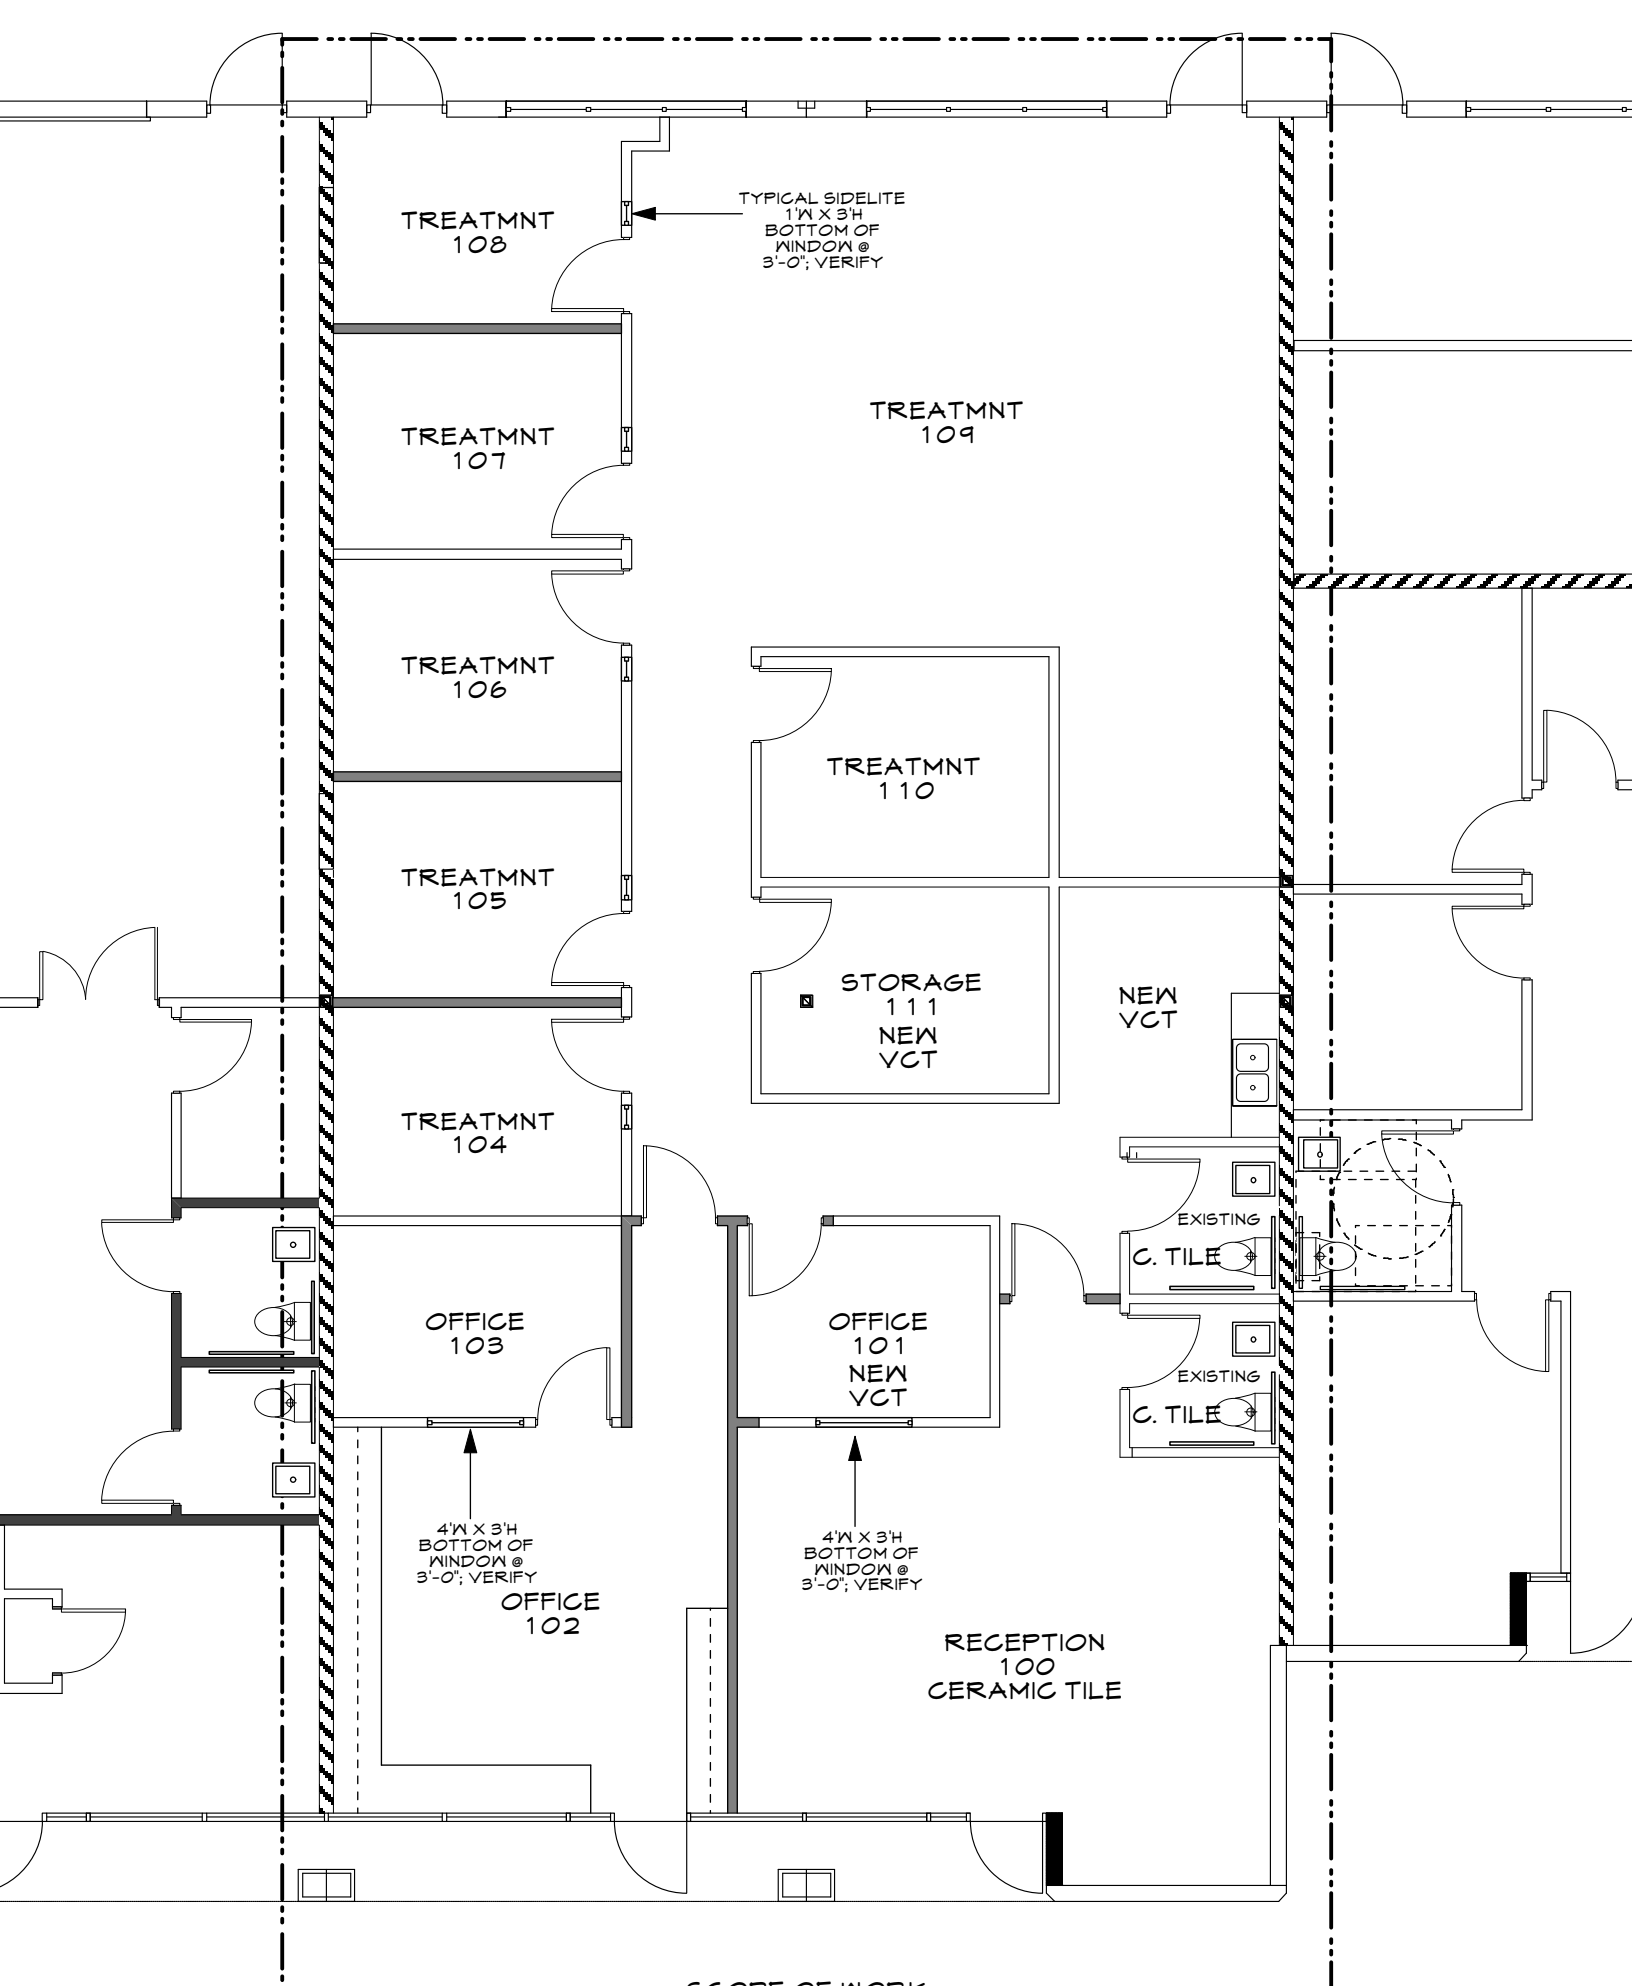 TREATMNT
108
TYPICAL SIDELITE
1'W X 3'H
BOTTOM OF
WINDOW @
3'-0"; VERIFY
TREATMNT
107
TREATMNT
109
TREATMNT
106
TREATMNT
110
TREATMNT
105
STORAGE
111
NEW
VCT
NEW
VCT
TREATMNT
104
EXISTING
C. TILE
OFFICE
103
OFFICE
101
NEW
VCT
EXISTING
C. TILE
4'W X 3'H
BOTTOM OF
WINDOW @
3'-0"; VERIFY
4'W X 3'H
BOTTOM OF
WINDOW @
3'-0"; VERIFY
OFFICE
102
RECEPTION
100
CERAMIC TILE
SCOPE OF WORK